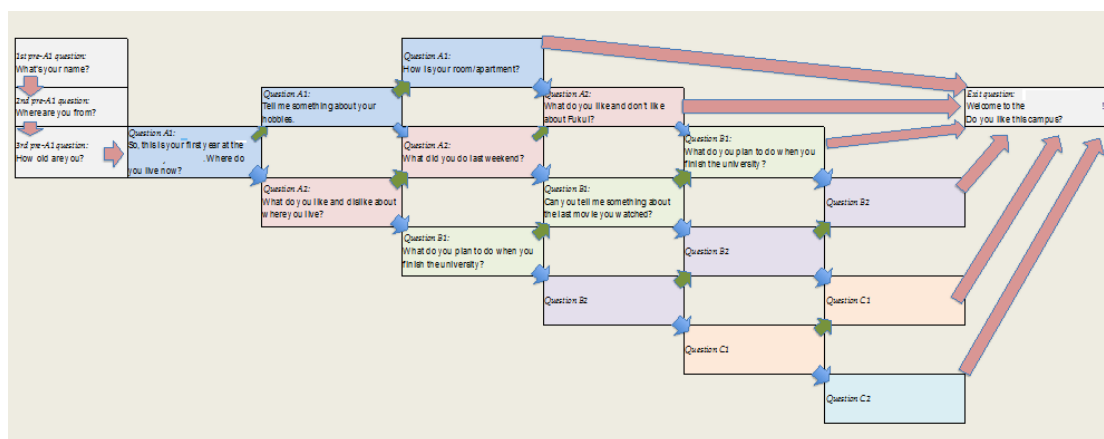 1st pre-A1 question:
What's your name?
2nd pre-A1 question:
Where are you from?
3rd pre-A1 question:
How old are you?
Question A1:
So, this is your first year at the
, . Where do
you live now?
Question A1:
Tell me something about your
hobbies.
Question A2:
What do you like and dislike about
where you live?
Question A1:
How is your room/apartment?
Question A2:
What did you do last weekend?
Question B1:
What do you plan to do when you
finish the university?
Question A2:
What do you like and don't like
about Fukui?
Question B1:
Can you tell me something about
the last movie you watched?
Question B2
Question B1:
What do you plan to do when you
finish the university?
Question B2
Question C1
Question B2
Question C1
Question C2
Exit question:
Welcome to the !
Do you like this campus?